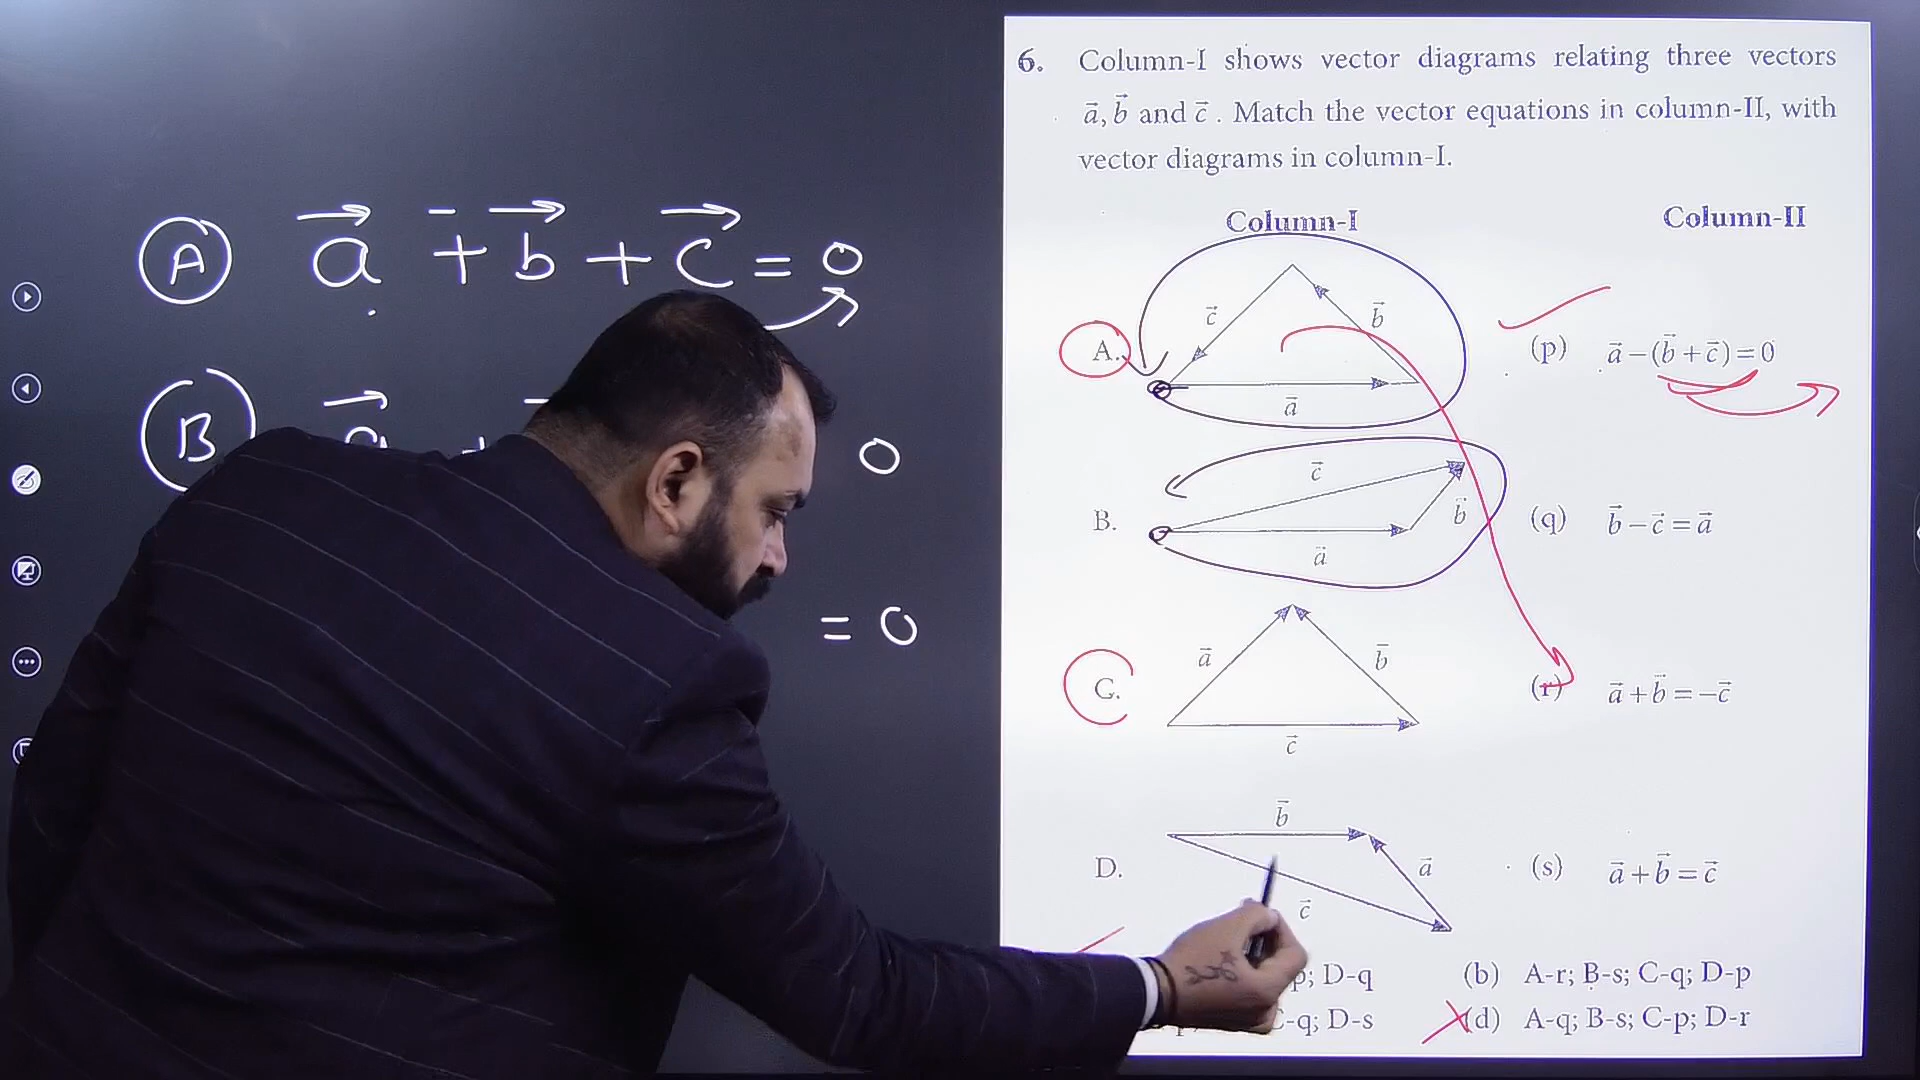 Ⓐ a⃗ + b⃗ + c⃗ = 0
B a⃗ 0
= 0
6. Column-I shows vector diagrams relating three vectors
a⃗, b⃗ and c⃗ . Match the vector equations in column-II, with
vector diagrams in column-I.
Column-I Column-II
A. c⃗ b⃗ a⃗ (p) a⃗ – (b⃗ + c⃗) = 0
B. c⃗ b⃗ a⃗ (q) b⃗ – c⃗ = a⃗
C. a⃗ b⃗ c⃗ (r) a⃗ + b⃗ = –c⃗
D. b⃗ a⃗ c⃗ (s) a⃗ + b⃗ = c⃗
D-q (b) A-r; B-s; C-q; D-p
-q; D-s (d) A-q; B-s; C-p; D-r